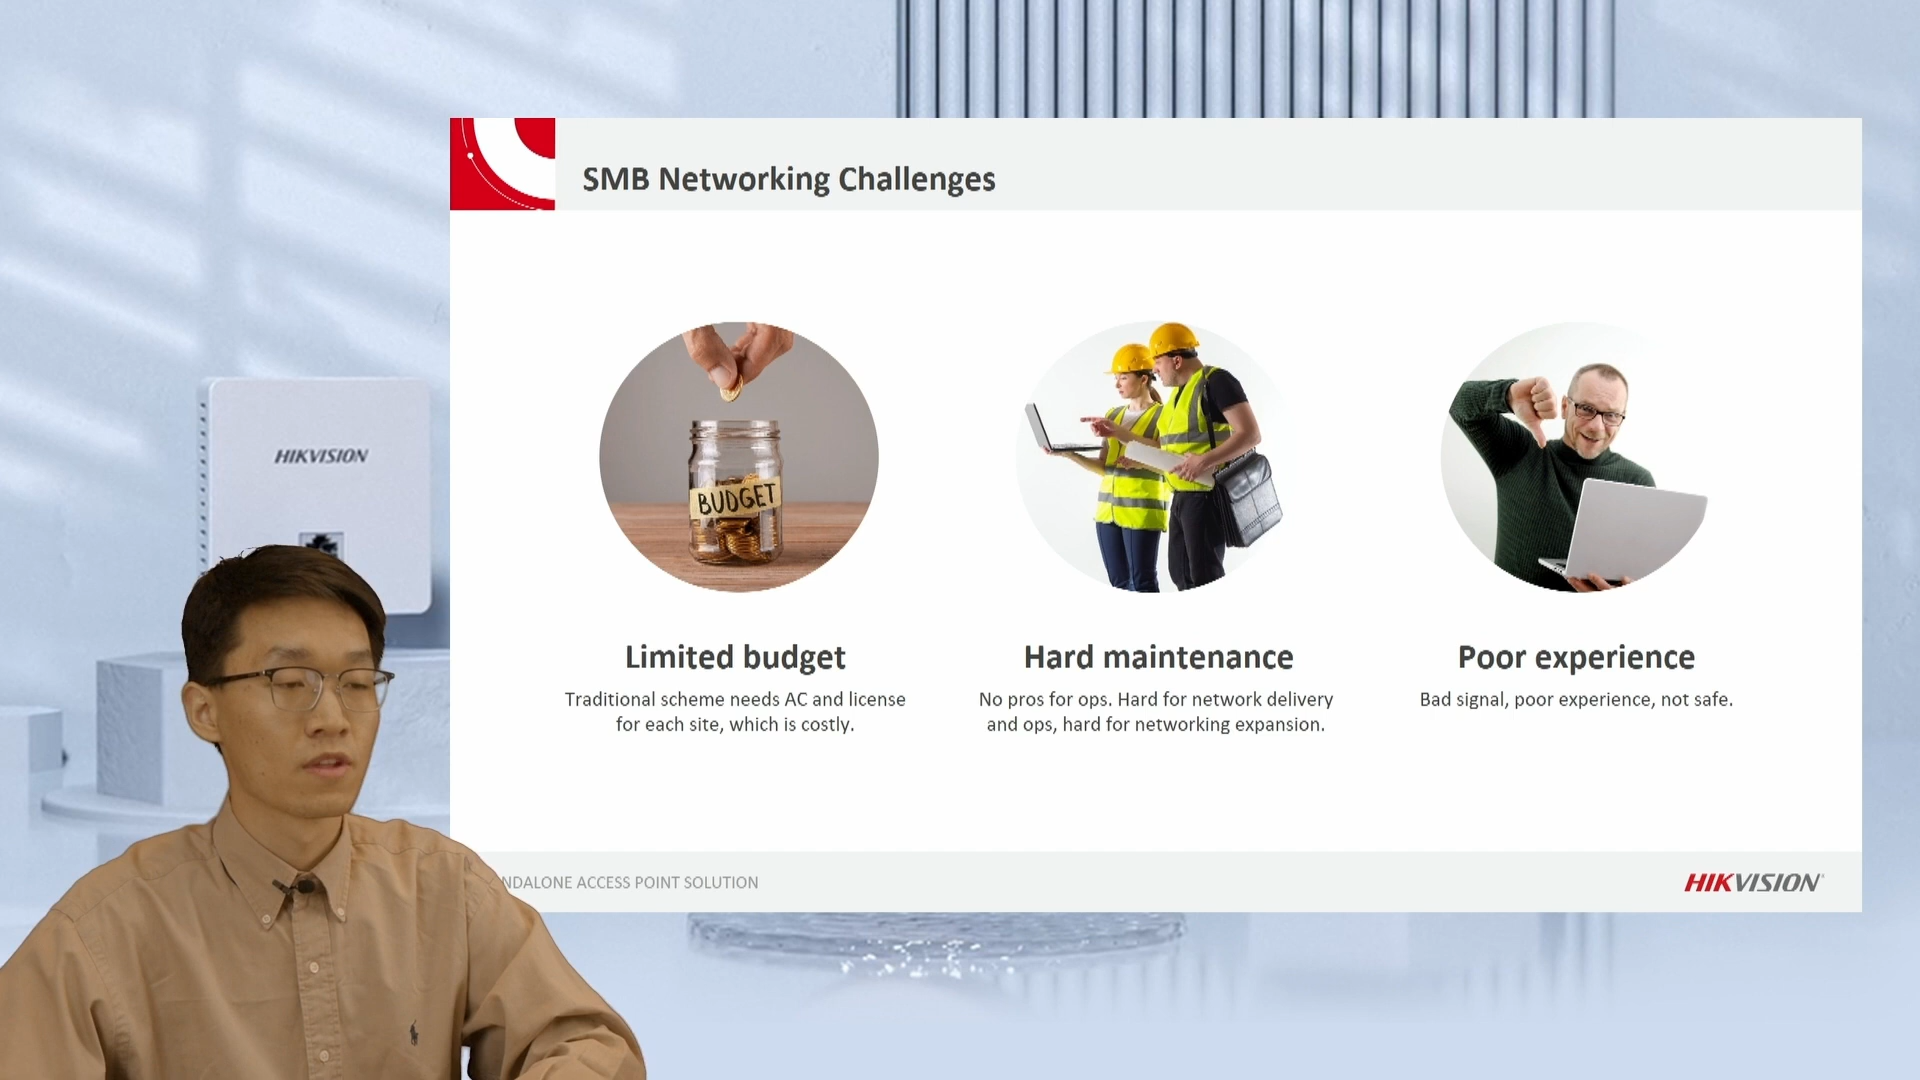 SMB Networking Challenges
HIKVISION
BUDGET
Limited budget
Traditional scheme needs AC and license
for each site, which is costly.
Hard maintenance
No pros for ops. Hard for network delivery
and ops, hard for networking expansion.
Poor experience
Bad signal, poor experience, not safe.
NDALONE ACCESS POINT SOLUTION
HIKVISION